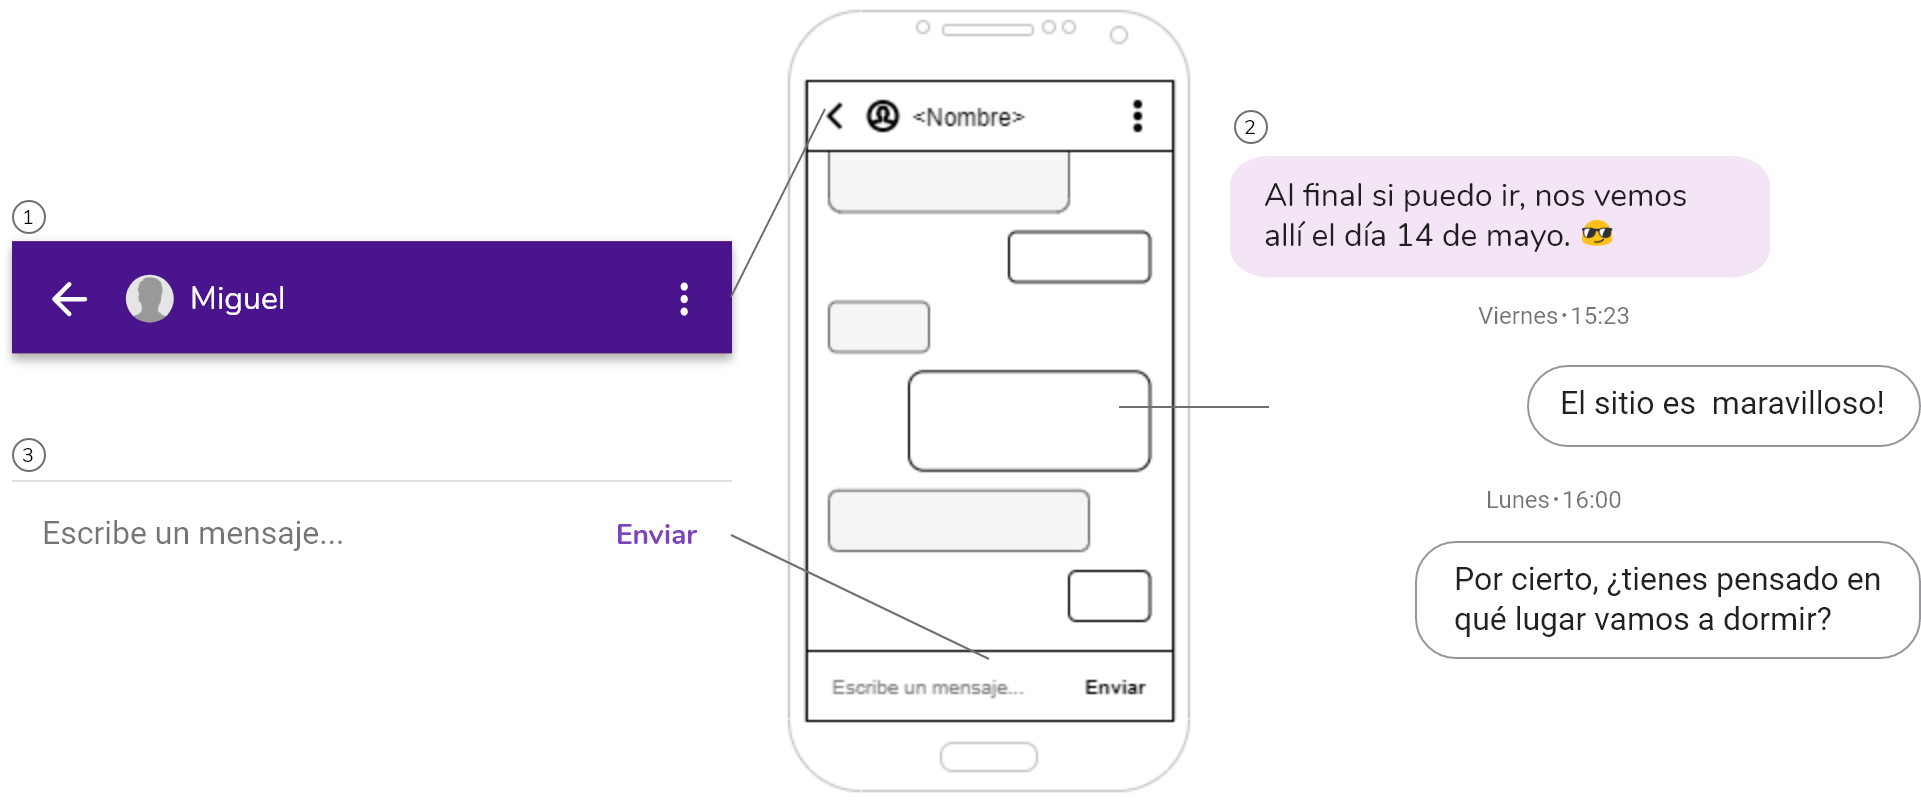 1
Miguel
3
Escribe un mensaje...
Enviar
<Nombre>
Escribe un mensaje...
Enviar
2
Al final si puedo ir, nos vemos
allí el día 14 de mayo. 😎
Viernes • 15:23
El sitio es  maravilloso!
Lunes • 16:00
Por cierto, ¿tienes pensado en
qué lugar vamos a dormir?